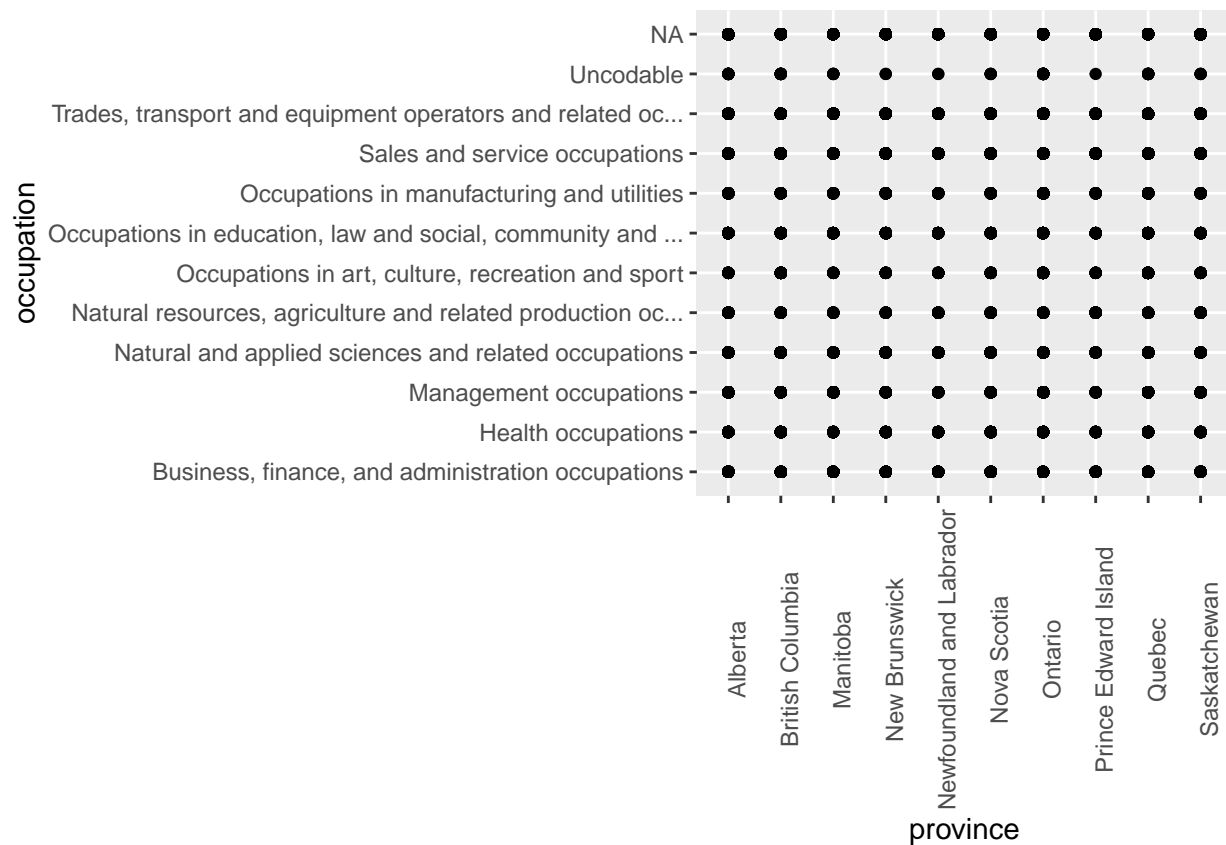 NA
Uncodable
Trades, transport and equipment operators and related oc...
Sales and service occupations
Occupations in manufacturing and utilities
Occupations in education, law and social, community and ...
Occupations in art, culture, recreation and sport
Natural resources, agriculture and related production oc...
Natural and applied sciences and related occupations
Management occupations
Health occupations
Business, finance, and administration occupations
occupation
Alberta
British Columbia
Manitoba
New Brunswick
Newfoundland and Labrador
Nova Scotia
Ontario
Prince Edward Island
Quebec
Saskatchewan
province